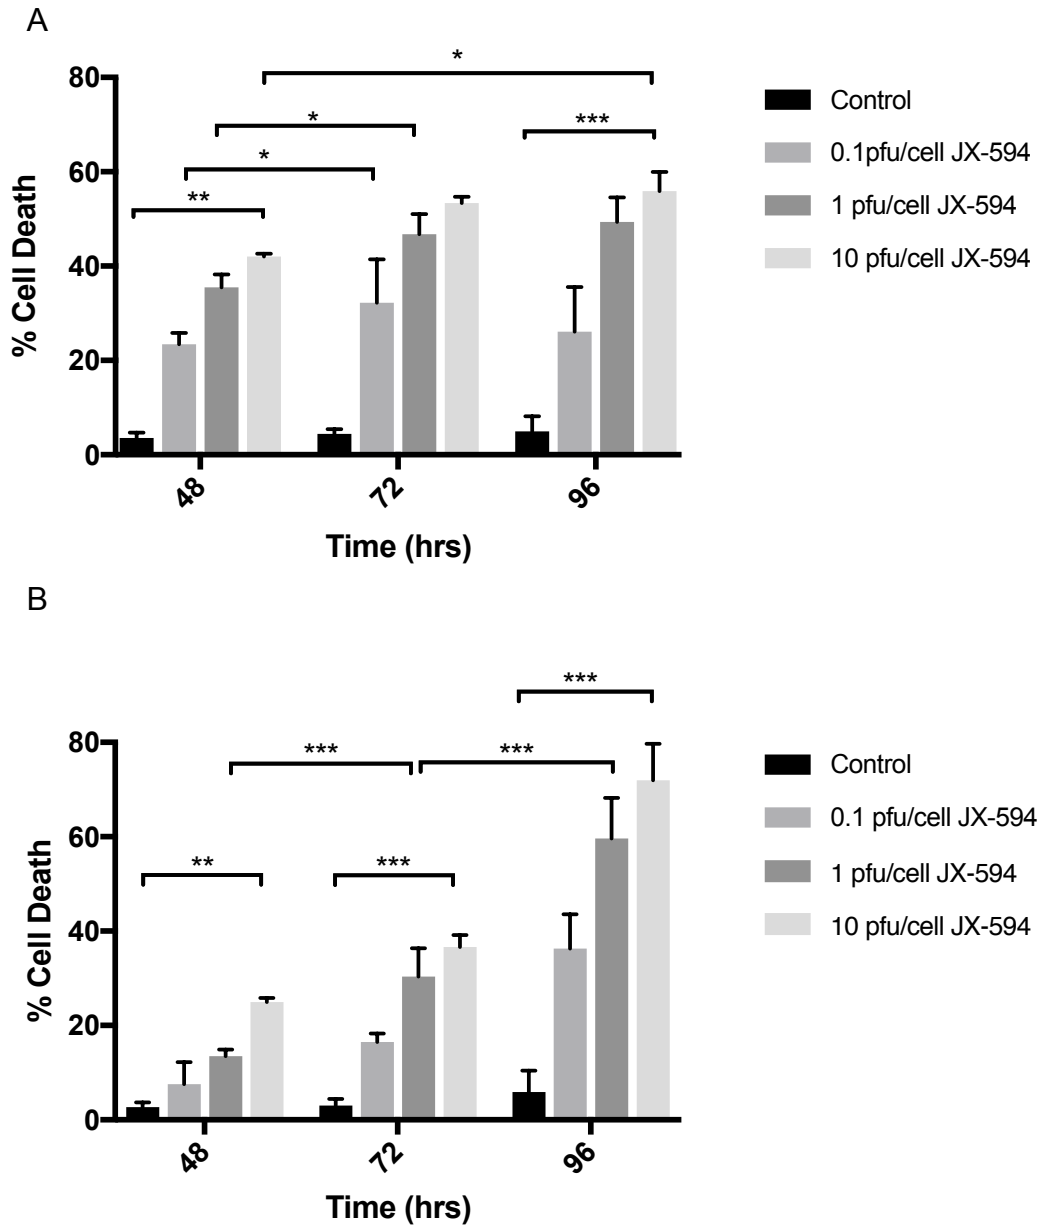 A
*
*
*
**
***
80
60
40
20
0
% Cell Death
48
72
96
Time (hrs)
Control
0.1pfu/cell JX-594
1 pfu/cell JX-594
10 pfu/cell JX-594
B
***
***
***
**
***
80
60
40
20
0
% Cell Death
48
72
96
Time (hrs)
Control
0.1 pfu/cell JX-594
1 pfu/cell JX-594
10 pfu/cell JX-594